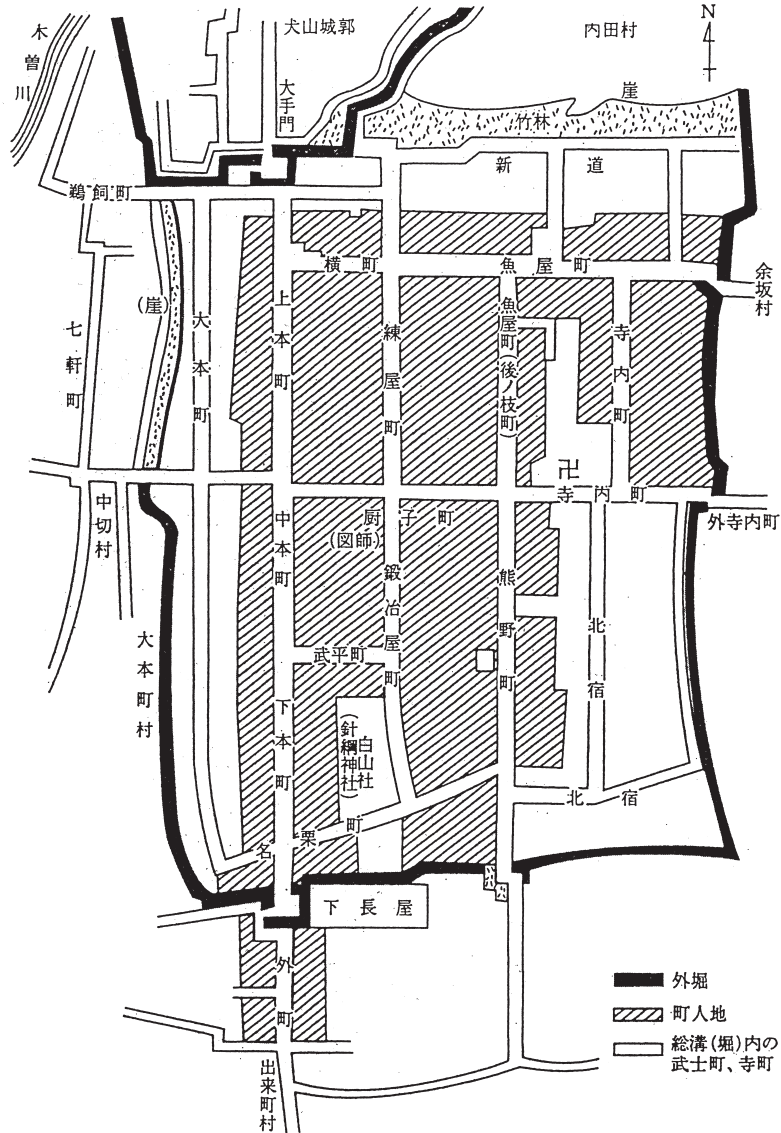 木曽川
犬山城郭
内田村
N
大手門
崖
竹林
新道
鵜飼町
横町
魚屋町
余坂村
(崖)
大本町
上本町
練屋町
魚屋町(後ノ枝町)
寺内町
七軒町
卍
寺内町
外寺内町
中切村
中本町
厨子町
(図師)
鍛冶屋町
熊野町
北宿
武平町
大本町村
下本町
白山社
(針綱神社)
北宿
名栗町
下長屋
外町
出来町村
外堀
町人地
総溝(堀)内の
武士町、寺町